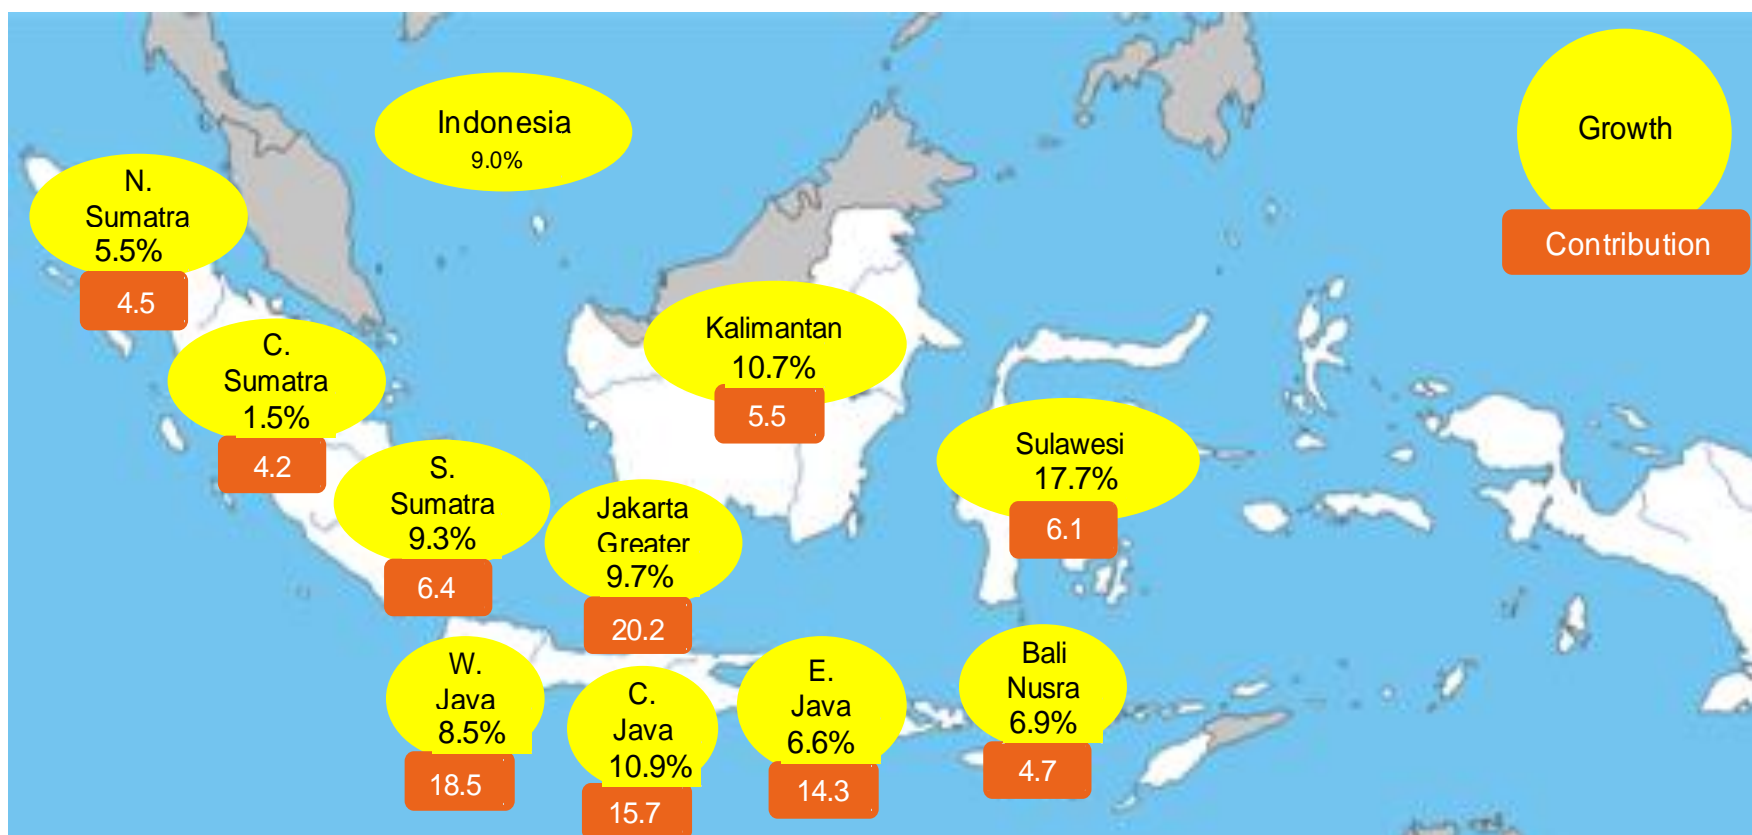 Indonesia
9.0%
Growth
Contribution
N.
Sumatra
5.5%
4.5
C.
Sumatra
1.5%
4.2
S.
Sumatra
9.3%
6.4
Jakarta
Greater
9.7%
20.2
Kalimantan
10.7%
5.5
Sulawesi
17.7%
6.1
W.
Java
8.5%
18.5
C.
Java
10.9%
15.7
E.
Java
6.6%
14.3
Bali
Nusra
6.9%
4.7